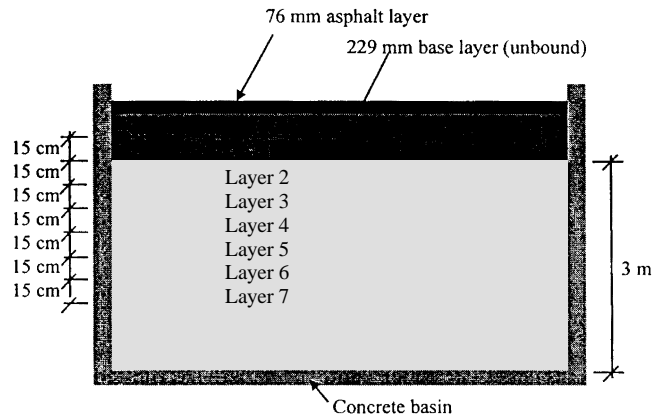 76 mm asphalt layer
229 mm base layer (unbound)
15 cm
15 cm
15 cm
15 cm
15 cm
15 cm
15 cm
Layer 2
Layer 3
Layer 4
Layer 5
Layer 6
Layer 7
3 m
Concrete basin